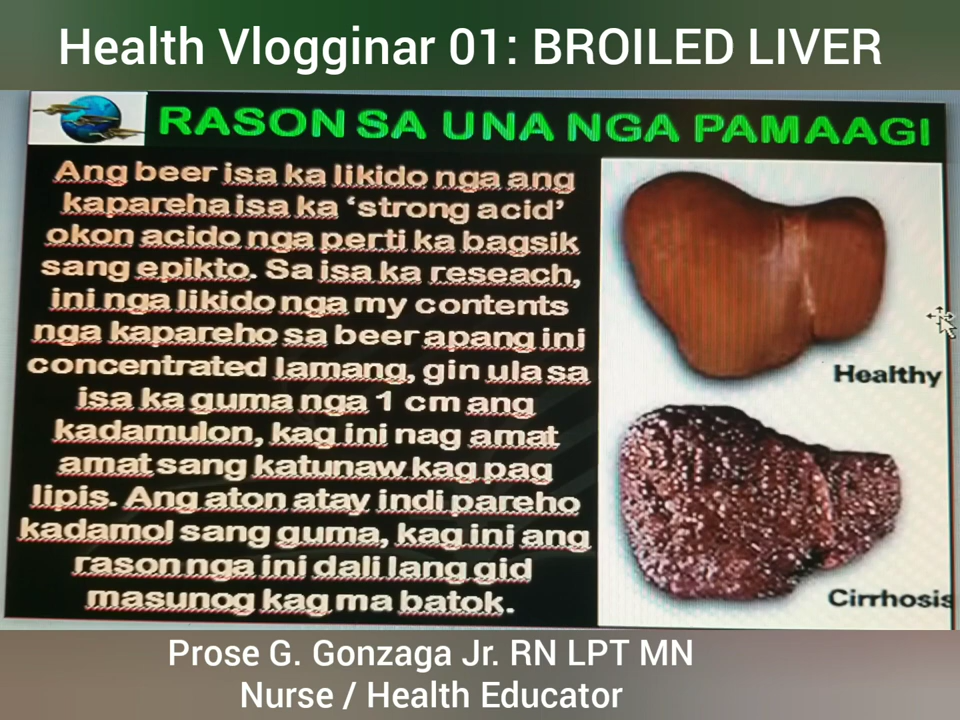 Health Vlogginar 01: BROILED LIVER
RASON SA UNA NGA PAMAAGI
Ang beer isa ka likido nga ang
kapareha isa ka ‘strong acid’
okon acido nga perti ka bagsik
sang epikto. Sa isa ka reseach,
ini nga likido nga my contents
nga kapareho sa beer apang ini
concentrated lamang, gin ula sa
isa ka guma nga 1 cm ang
kadamulon, kag ini nag amat
amat sang katunaw kag pag
lipis. Ang aton atay indi pareho
kadamol sang guma, kag ini ang
rason nga ini dali lang gid
masunog kag ma batok.
Healthy
Cirrhosis
Prose G. Gonzaga Jr. RN LPT MN
Nurse / Health Educator